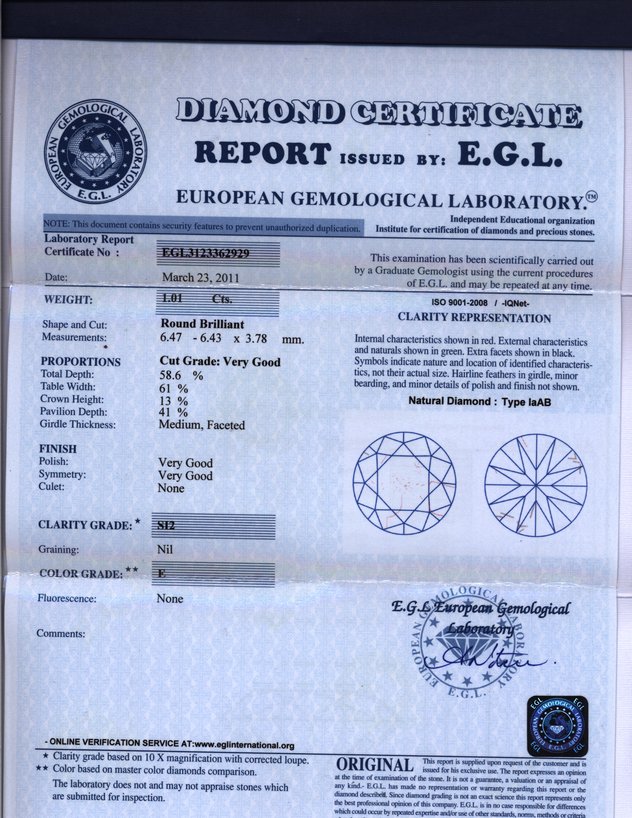 DIAMOND CERTIFICATE
REPORT ISSUED BY: E.G.L.
EUROPEAN GEMOLOGICAL LABORATORY.™
EUROPEAN GEMOLOGICAL LABORATORY
E.G.L.
NOTE: This document contains security features to prevent unauthorized duplication.
Independent Educational organization
Institute for certification of diamonds and precious stones.
Laboratory Report
Certificate No : EGL3123362929
Date: March 23, 2011
WEIGHT: 1.01 Cts.
Shape and Cut: Round Brilliant
Measurements: 6.47 - 6.43 x 3.78 mm.
PROPORTIONS Cut Grade: Very Good
Total Depth: 58.6 %
Table Width: 61 %
Crown Height: 13 %
Pavilion Depth: 41 %
Girdle Thickness: Medium, Faceted
FINISH
Polish: Very Good
Symmetry: Very Good
Culet: None
CLARITY GRADE: * SI2
Graining: Nil
COLOR GRADE: ** E
Fluorescence: None
Comments:
This examination has been scientifically carried out
by a Graduate Gemologist using the current procedures
of E.G.L. and may be repeated at any time.
ISO 9001-2008 / -IQNet-
CLARITY REPRESENTATION
Internal characteristics shown in red. External characteristics
and naturals shown in green. Extra facets shown in black.
Symbols indicate nature and location of identified characteris-
tics, not their actual size. Hairline feathers in girdle, minor
bearding, and minor details of polish and finish not shown.
Natural Diamond : Type IaAB
E.G.L European Gemological
Laboratory
EUROPEAN GEMOLOGICAL LABORATORY
E.G.L.
EGL EGL
EGL EGL
- ONLINE VERIFICATION SERVICE AT:www.eglinternational.org
* Clarity grade based on 10 X magnification with corrected loupe.
** Color based on master color diamonds comparison.
The laboratory does not and may not appraise stones which
are submitted for inspection.
ORIGINAL This report is supplied upon request of the customer and is
issued for his exclusive use. The report expresses an opinion
at the time of examination of the stone. It is not a guarantee, a valuation or an appraisal of
any kind.- E.G.L. has made no representation or warranty regarding this report or the
diamond described. Since diamond grading is not an exact science this report represents only
the best professional opinion of this company. E.G.L. is in no case responsible for differences
which could occur by repeated expertise and/or use of other standards, norms, methods or criteria